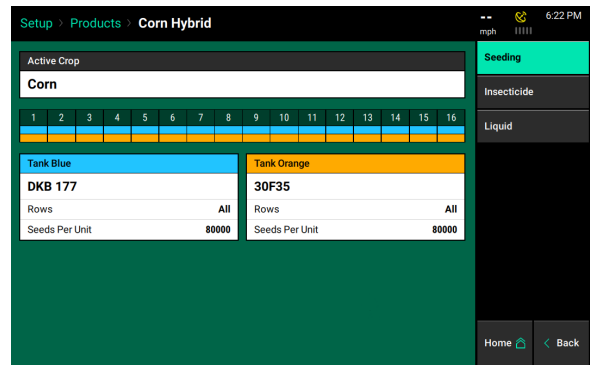 Setup > Products > Corn Hybrid
-- mph
6:22 PM
Active Crop
Corn
1 2 3 4 5 6 7 8 9 10 11 12 13 14 15 16
Tank Blue
DKB 177
Rows All
Seeds Per Unit 80000
Tank Orange
30F35
Rows All
Seeds Per Unit 80000
Seeding
Insecticide
Liquid
Home
< Back